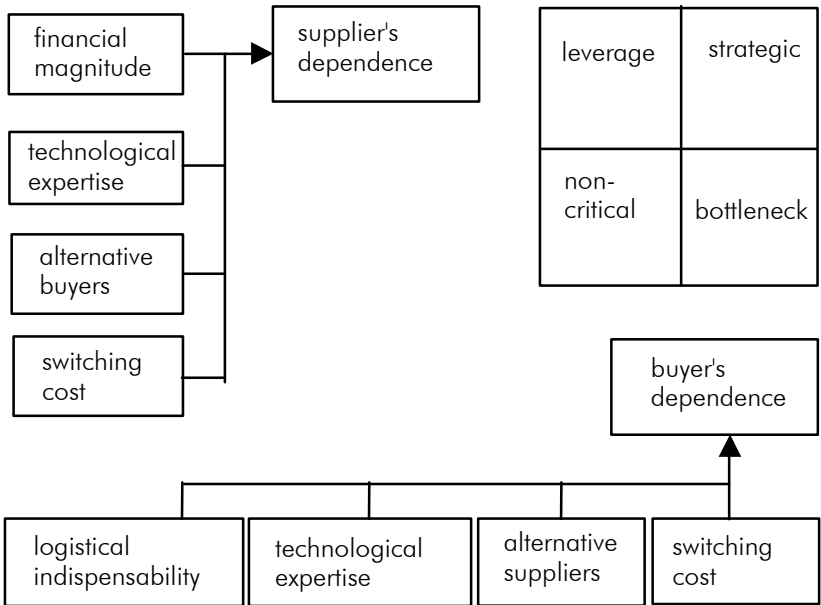 financial
magnitude
supplier's
dependence
leverage
strategic
technological
expertise
non-
critical
bottleneck
alternative
buyers
switching
cost
buyer's
dependence
logistical
indispensability
technological
expertise
alternative
suppliers
switching
cost